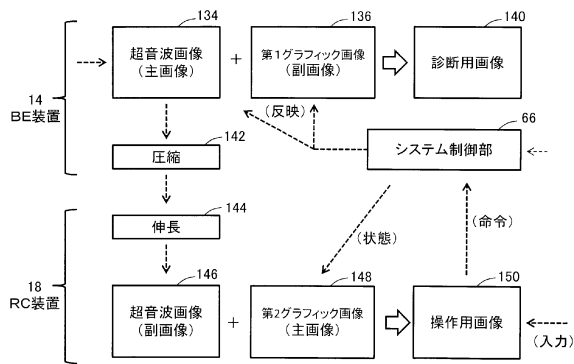 134
136
140
超音波画像
(主画像)
+
第1グラフィック画像
(副画像)
診断用画像
14
BE装置
(反映)
142
66
圧縮
システム制御部
144
伸長
(状態)
(命令)
18
RC装置
146
148
150
超音波画像
(副画像)
+
第2グラフィック画像
(主画像)
操作用画像
(入力)